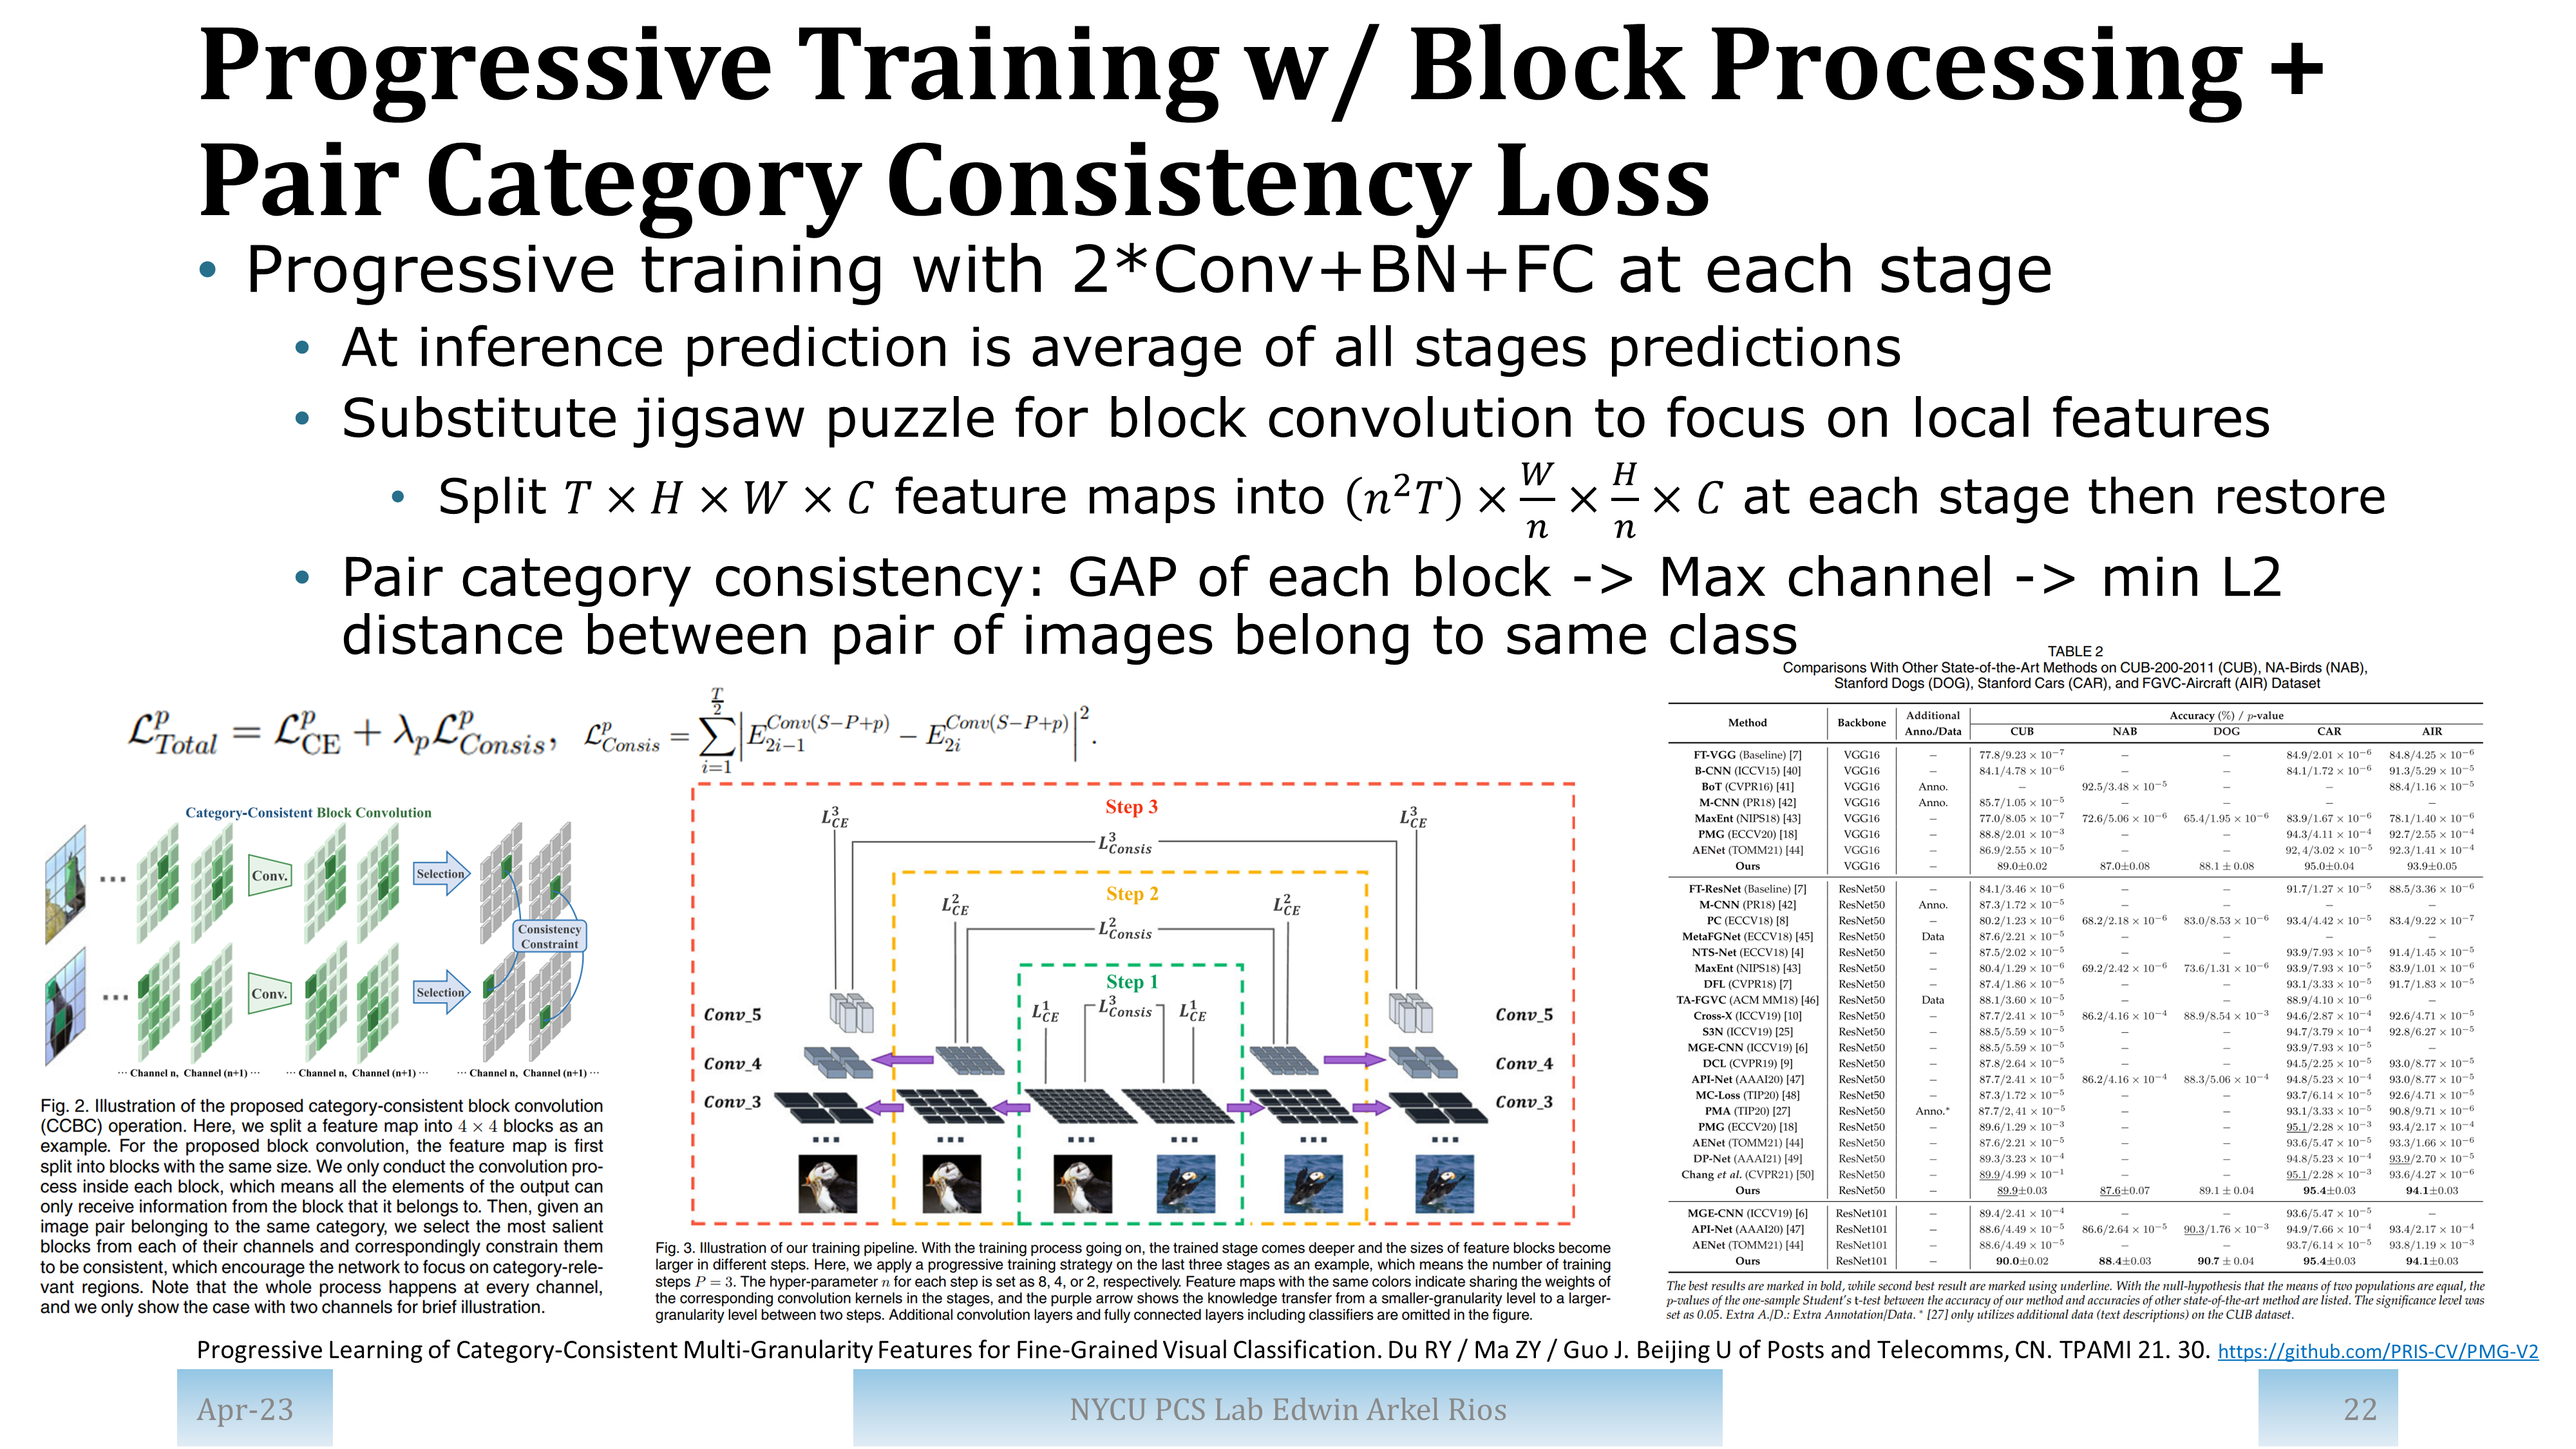 Progressive Training w/ Block Processing +
Pair Category Consistency Loss
• Progressive training with 2*Conv+BN+FC at each stage
• At inference prediction is average of all stages predictions
• Substitute jigsaw puzzle for block convolution to focus on local features
• Split T × H × W × C feature maps into (n²T) × W/n × H/n × C at each stage then restore
• Pair category consistency: GAP of each block -> Max channel -> min L2
distance between pair of images belong to same class
ℒ^p_Total = ℒ^p_CE + λ_p ℒ^p_Consis, ℒ^p_Consis = ∑_{i=1}^{T/2} |E_{2i−1}^{Conv(S−P+p)} − E_{2i}^{Conv(S−P+p)}|².
Category-Consistent Block Convolution
Conv.
Selection
Consistency
Constraint
Conv.
Selection
··· Channel n, Channel (n+1) ··· ··· Channel n, Channel (n+1) ··· ··· Channel n, Channel (n+1) ···
Fig. 2. Illustration of the proposed category-consistent block convolution
(CCBC) operation. Here, we split a feature map into 4 × 4 blocks as an
example. For the proposed block convolution, the feature map is first
split into blocks with the same size. We only conduct the convolution pro-
cess inside each block, which means all the elements of the output can
only receive information from the block that it belongs to. Then, given an
image pair belonging to the same category, we select the most salient
blocks from each of their channels and correspondingly constrain them
to be consistent, which encourage the network to focus on category-rele-
vant regions. Note that the whole process happens at every channel,
and we only show the case with two channels for brief illustration.
Step 3
L^3_CE L^3_CE
L^3_Consis
Step 2
L^2_CE L^2_CE
L^2_Consis
Step 1
L^1_CE L^3_Consis L^1_CE
Conv_5 Conv_5
Conv_4 Conv_4
Conv_3 Conv_3
Fig. 3. Illustration of our training pipeline. With the training process going on, the trained stage comes deeper and the sizes of feature blocks become
larger in different steps. Here, we apply a progressive training strategy on the last three stages as an example, which means the number of training
steps P = 3. The hyper-parameter n for each step is set as 8, 4, or 2, respectively. Feature maps with the same colors indicate sharing the weights of
the corresponding convolution kernels in the stages, and the purple arrow shows the knowledge transfer from a smaller-granularity level to a larger-
granularity level between two steps. Additional convolution layers and fully connected layers including classifiers are omitted in the figure.
TABLE 2
Comparisons With Other State-of-the-Art Methods on CUB-200-2011 (CUB), NA-Birds (NAB),
Stanford Dogs (DOG), Stanford Cars (CAR), and FGVC-Aircraft (AIR) Dataset
Method Backbone Additional Anno./Data Accuracy (%) / p-value
CUB NAB DOG CAR AIR
FT-VGG (Baseline) [7] VGG16 – 77.8/9.23 × 10⁻⁷ – – 84.9/2.01 × 10⁻⁶ 84.8/4.25 × 10⁻⁶
B-CNN (ICCV15) [40] VGG16 – 84.1/4.78 × 10⁻⁶ – – 84.1/1.72 × 10⁻⁶ 91.3/5.29 × 10⁻⁵
BoT (CVPR16) [41] VGG16 Anno. – 92.5/3.48 × 10⁻⁵ – – 88.4/1.16 × 10⁻⁵
M-CNN (PR18) [42] VGG16 Anno. 85.7/1.05 × 10⁻⁵ – – – –
MaxEnt (NIPS18) [43] VGG16 – 77.0/8.05 × 10⁻⁷ 72.6/5.06 × 10⁻⁶ 65.4/1.95 × 10⁻⁶ 83.9/1.67 × 10⁻⁶ 78.1/1.40 × 10⁻⁶
PMG (ECCV20) [18] VGG16 – 88.8/2.01 × 10⁻³ – – 94.3/4.11 × 10⁻⁴ 92.7/2.55 × 10⁻⁴
AENet (TOMM21) [44] VGG16 – 86.9/2.55 × 10⁻⁵ – – 92,4/3.02 × 10⁻⁵ 92.3/1.41 × 10⁻⁴
Ours VGG16 – 89.0±0.02 87.0±0.08 88.1 ± 0.08 95.0±0.04 93.9±0.05
FT-ResNet (Baseline) [7] ResNet50 – 84.1/3.46 × 10⁻⁶ – – 91.7/1.27 × 10⁻⁵ 88.5/3.36 × 10⁻⁶
M-CNN (PR18) [42] ResNet50 Anno. 87.3/1.72 × 10⁻⁵ – – – –
PC (ECCV18) [8] ResNet50 – 80.2/1.23 × 10⁻⁶ 68.2/2.18 × 10⁻⁶ 83.0/8.53 × 10⁻⁶ 93.4/4.42 × 10⁻⁵ 83.4/9.22 × 10⁻⁷
MetaFGNet (ECCV18) [45] ResNet50 Data 87.6/2.21 × 10⁻⁵ – – – –
NTS-Net (ECCV18) [4] ResNet50 – 87.5/2.02 × 10⁻⁵ – – 93.9/7.93 × 10⁻⁵ 91.4/1.45 × 10⁻⁵
MaxEnt (NIPS18) [43] ResNet50 – 80.4/1.29 × 10⁻⁶ 69.2/2.42 × 10⁻⁶ 73.6/1.31 × 10⁻⁶ 93.9/7.93 × 10⁻⁵ 83.9/1.01 × 10⁻⁶
DFL (CVPR18) [7] ResNet50 – 87.4/1.86 × 10⁻⁵ – – 93.1/3.33 × 10⁻⁵ 91.7/1.83 × 10⁻⁵
TA-FGVC (ACM MM18) [46] ResNet50 Data 88.1/3.60 × 10⁻⁵ – – 88.9/4.10 × 10⁻⁶ –
Cross-X (ICCV19) [10] ResNet50 – 87.7/2.41 × 10⁻⁵ 86.2/4.16 × 10⁻⁴ 88.9/8.54 × 10⁻³ 94.6/2.87 × 10⁻⁴ 92.6/4.71 × 10⁻⁵
S3N (ICCV19) [25] ResNet50 – 88.5/5.59 × 10⁻⁵ – – 94.7/3.79 × 10⁻⁴ 92.8/6.27 × 10⁻⁵
MGE-CNN (ICCV19) [6] ResNet50 – 88.5/5.59 × 10⁻⁵ – – 93.9/7.93 × 10⁻⁵ –
DCL (CVPR19) [9] ResNet50 – 87.8/2.64 × 10⁻⁵ – – 94.5/2.25 × 10⁻⁵ 93.0/8.77 × 10⁻⁵
API-Net (AAAI20) [47] ResNet50 – 87.7/2.41 × 10⁻⁵ 86.2/4.16 × 10⁻⁴ 88.3/5.06 × 10⁻⁴ 94.8/5.23 × 10⁻⁴ 93.0/8.77 × 10⁻⁵
MC-Loss (TIP20) [48] ResNet50 – 87.3/1.72 × 10⁻⁵ – – 93.7/6.14 × 10⁻⁵ 92.6/4.71 × 10⁻⁵
PMA (TIP20) [27] ResNet50 Anno.* 87.7/2,41 × 10⁻⁵ – – 93.1/3.33 × 10⁻⁵ 90.8/9.71 × 10⁻⁶
PMG (ECCV20) [18] ResNet50 – 89.6/1.29 × 10⁻³ – – 95.1/2.28 × 10⁻³ 93.4/2.17 × 10⁻⁴
AENet (TOMM21) [44] ResNet50 – 87.6/2.21 × 10⁻⁵ – – 93.6/5.47 × 10⁻⁵ 93.3/1.66 × 10⁻⁶
DP-Net (AAAI21) [49] ResNet50 – 89.3/3.23 × 10⁻⁴ – – 94.8/5.23 × 10⁻⁴ 93.9/2.70 × 10⁻⁵
Chang et al. (CVPR21) [50] ResNet50 – 89.9/4.99 × 10⁻¹ – – 95.1/2.28 × 10⁻³ 93.6/4.27 × 10⁻⁶
Ours ResNet50 – 89.9±0.03 87.6±0.07 89.1 ± 0.04 95.4±0.03 94.1±0.03
MGE-CNN (ICCV19) [6] ResNet101 – 89.4/2.41 × 10⁻⁴ – – 93.6/5.47 × 10⁻⁵ –
API-Net (AAAI20) [47] ResNet101 – 88.6/4.49 × 10⁻⁵ 86.6/2.64 × 10⁻⁵ 90.3/1.76 × 10⁻³ 94.9/7.66 × 10⁻⁴ 93.4/2.17 × 10⁻⁴
AENet (TOMM21) [44] ResNet101 – 88.6/4.49 × 10⁻⁵ – – 93.7/6.14 × 10⁻⁵ 93.8/1.19 × 10⁻³
Ours ResNet101 – 90.0±0.02 88.4±0.03 90.7 ± 0.04 95.4±0.03 94.1±0.03
The best results are marked in bold, while second best result are marked using underline. With the null-hypothesis that the means of two populations are equal, the
p-values of the one-sample Student's t-test between the accuracy of our method and accuracies of other state-of-the-art method are listed. The significance level was
set as 0.05. Extra A./D.: Extra Annotation/Data. * [27] only utilizes additional data (text descriptions) on the CUB dataset.
Progressive Learning of Category-Consistent Multi-Granularity Features for Fine-Grained Visual Classification. Du RY / Ma ZY / Guo J. Beijing U of Posts and Telecomms, CN. TPAMI 21. 30. https://github.com/PRIS-CV/PMG-V2
Apr-23
NYCU PCS Lab Edwin Arkel Rios
22